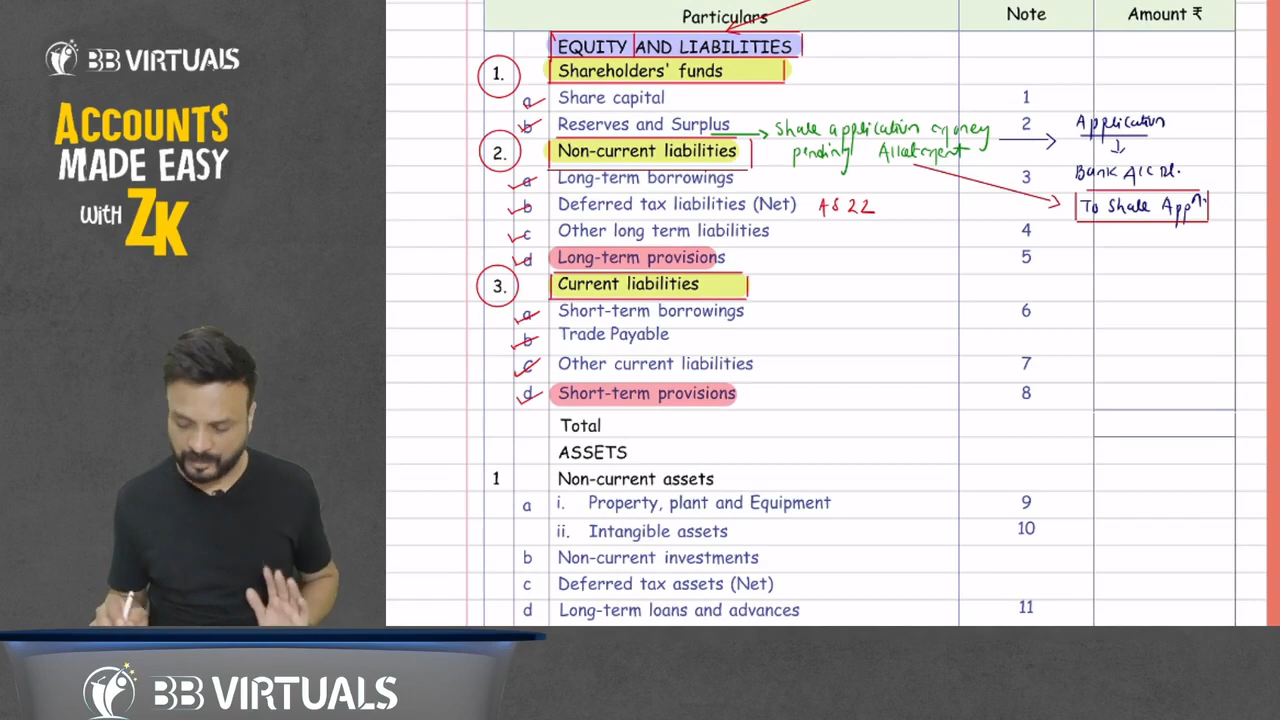 BB VIRTUALS
ACCOUNTS
MADE EASY
WITH ZK
Particulars Note Amount ₹
EQUITY AND LIABILITIES
1. Shareholders' funds
a Share capital 1
b Reserves and Surplus 2
Share application money
pending Allotment
Application
Bank A/c Dr.
To Share Appn.
2. Non-current liabilities
a Long-term borrowings 3
b Deferred tax liabilities (Net) AS 22
c Other long term liabilities 4
d Long-term provisions 5
3. Current liabilities
a Short-term borrowings 6
b Trade Payable
c Other current liabilities 7
d Short-term provisions 8
Total
ASSETS
1 Non-current assets
a i. Property, plant and Equipment 9
ii. Intangible assets 10
b Non-current investments
c Deferred tax assets (Net)
d Long-term loans and advances 11
BB VIRTUALS